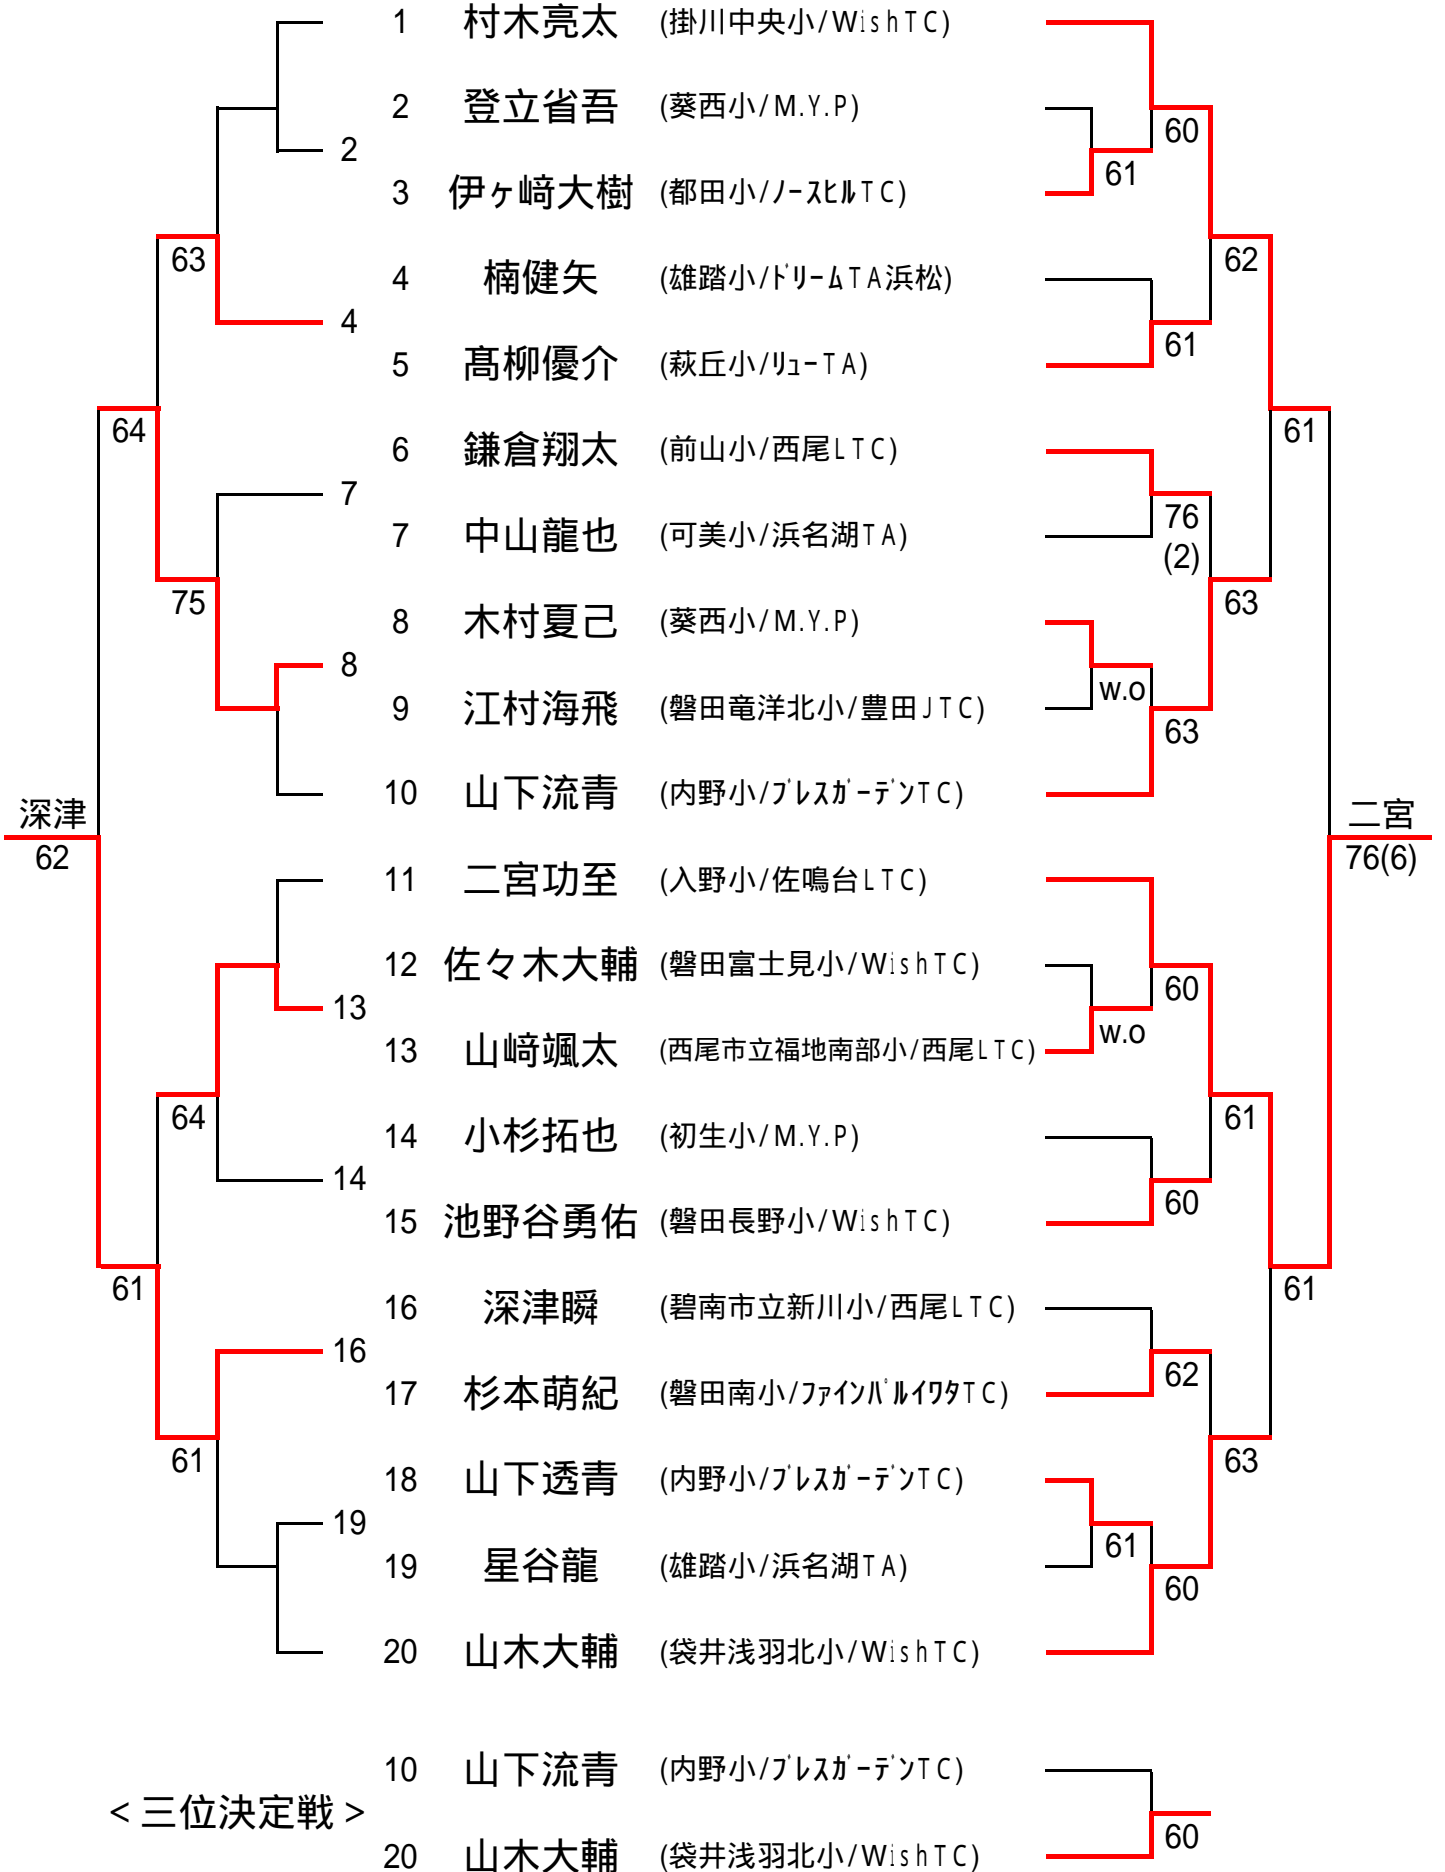 1 村木亮太 (掛川中央小/WishTC)
2 登立省吾 (葵西小/M.Y.P) 60
2 61
3 伊ヶ﨑大樹 (都田小/ノースヒルTC)
63 4 楠健矢 (雄踏小/ドリームTA浜松) 62
4 61
5 髙柳優介 (萩丘小/リューTA)
64 6 鎌倉翔太 (前山小/西尾LTC) 61
7 76
7 中山龍也 (可美小/浜名湖TA) (2)
75 8 木村夏己 (葵西小/M.Y.P) 63
8 w.o
9 江村海飛 (磐田竜洋北小/豊田JTC) 63
10 山下流青 (内野小/ブレスガーデンTC)
深津 二宮
62 76(6)
11 二宮功至 (入野小/佐鳴台LTC)
12 佐々木大輔 (磐田富士見小/WishTC) 60
13 w.o
13 山﨑颯太 (西尾市立福地南部小/西尾LTC)
64 14 小杉拓也 (初生小/M.Y.P) 61
14 60
15 池野谷勇佑 (磐田長野小/WishTC)
61 16 深津瞬 (碧南市立新川小/西尾LTC) 61
16 62
17 杉本萌紀 (磐田南小/ファインバルイワタTC)
61 18 山下透青 (内野小/ブレスガーデンTC) 63
19 61
19 星谷龍 (雄踏小/浜名湖TA) 60
20 山木大輔 (袋井浅羽北小/WishTC)
10 山下流青 (内野小/ブレスガーデンTC)
<三位決定戦> 60
20 山木大輔 (袋井浅羽北小/WishTC)